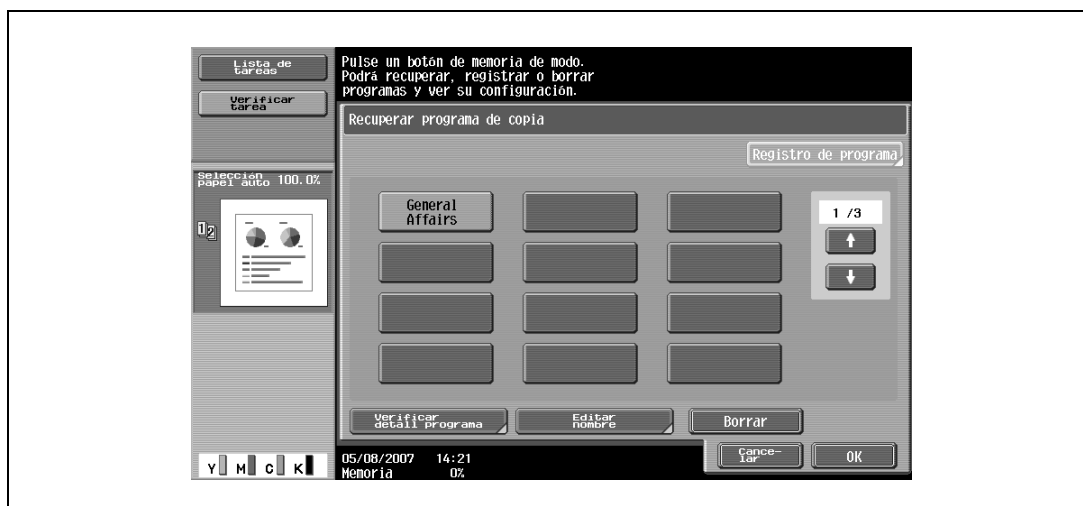 Lista de
tareas
Verificar
tarea
Pulse un botón de memoria de modo.
Podrá recuperar, registrar o borrar
programas y ver su configuración.
Recuperar programa de copia
Registro de programa
Selección
papel auto 100.0%
1 2
General
Affairs
1 /3
Verificar
detall programa
Editar
nombre
Borrar
Cance-
lar
OK
Y M C K
05/08/2007 14:21
Memoria 0%